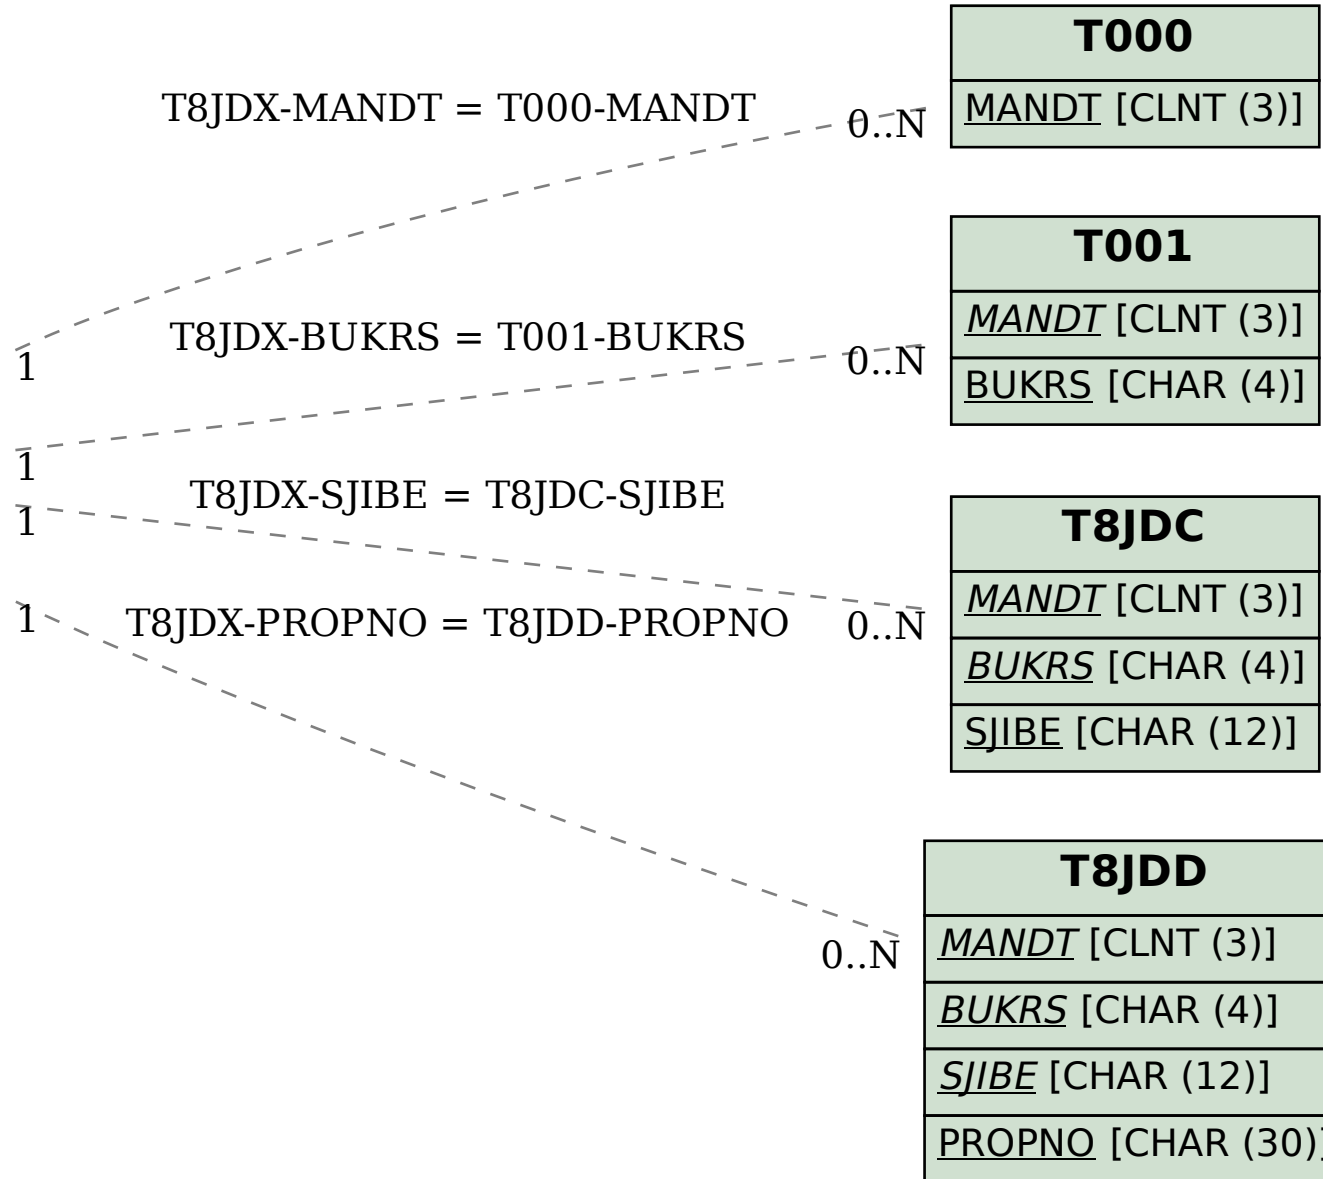 T000
T8JDX-MANDT = T000-MANDT
0..N
MANDT [CLNT (3)]
T001
MANDT [CLNT (3)]
T8JDX-BUKRS = T001-BUKRS
0..N
1
BUKRS [CHAR (4)]
1
T8JDX-SJIBE = T8JDC-SJIBE
1
T8JDC
MANDT [CLNT (3)]
1
T8JDX-PROPNO = T8JDD-PROPNO
0..N
BUKRS [CHAR (4)]
SJIBE [CHAR (12)]
T8JDD
MANDT [CLNT (3)]
0..N
BUKRS [CHAR (4)]
SJIBE [CHAR (12)]
PROPNO [CHAR (30)]